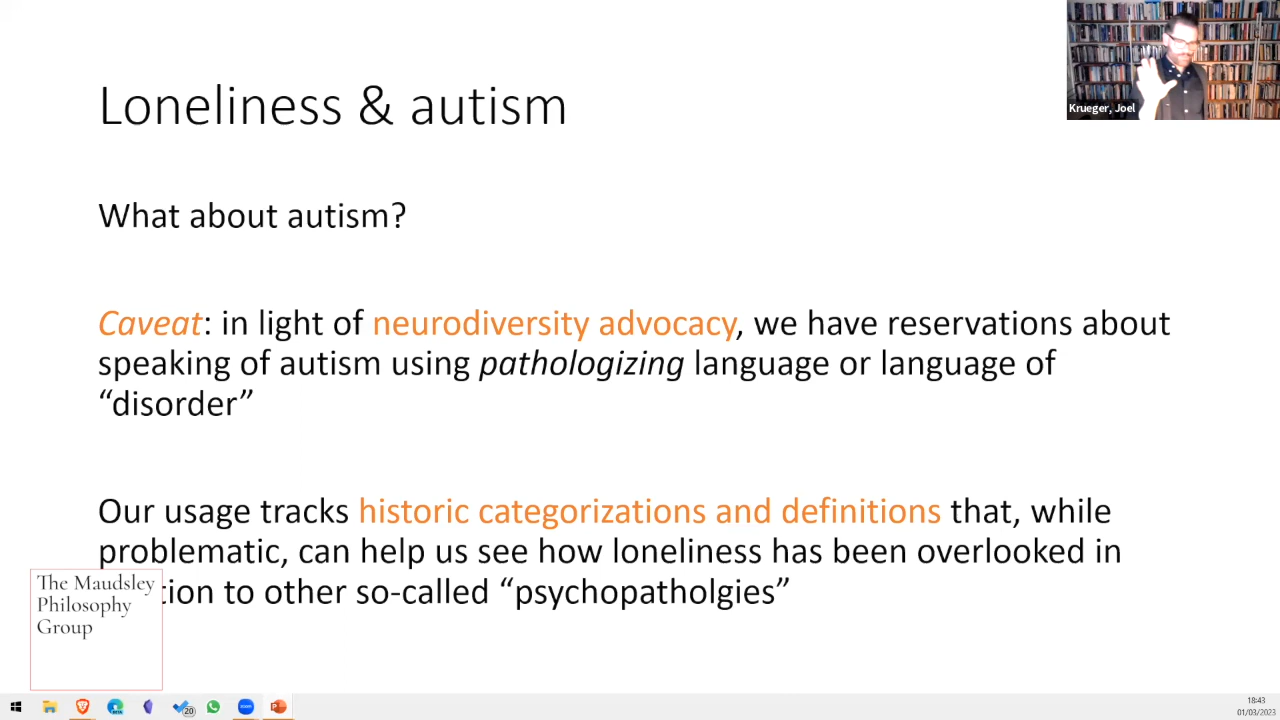 Loneliness & autism
Krueger, Joel
What about autism?
Caveat: in light of neurodiversity advocacy, we have reservations about
speaking of autism using pathologizing language or language of
“disorder”
Our usage tracks historic categorizations and definitions that, while
problematic, can help us see how loneliness has been overlooked in
tion to other so-called “psychopatholgies”
The Maudsley
Philosophy
Group
20
zoom
18:43
01/03/2023